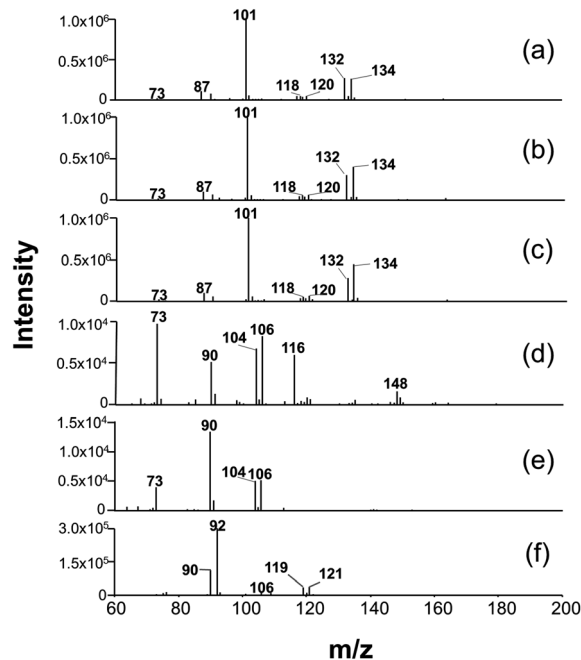 1.0x10⁶
101
132
134
(a)
0.5x10⁶
73
87
118
120
0
1.0x10⁶
101
(b)
132
134
0.5x10⁶
73
87
118
120
0
1.0x10⁶
101
(c)
132
134
0.5x10⁶
73
87
118
120
0
1.0x10⁴
73
104
106
116
(d)
0.5x10⁴
90
148
0.0
1.5x10⁴
90
(e)
1.0x10⁴
104
106
0.5x10⁴
73
0.0
3.0x10⁵
92
(f)
1.5x10⁵
90
119
121
106
0.0
60
80
100
120
140
160
180
200
Intensity
m/z